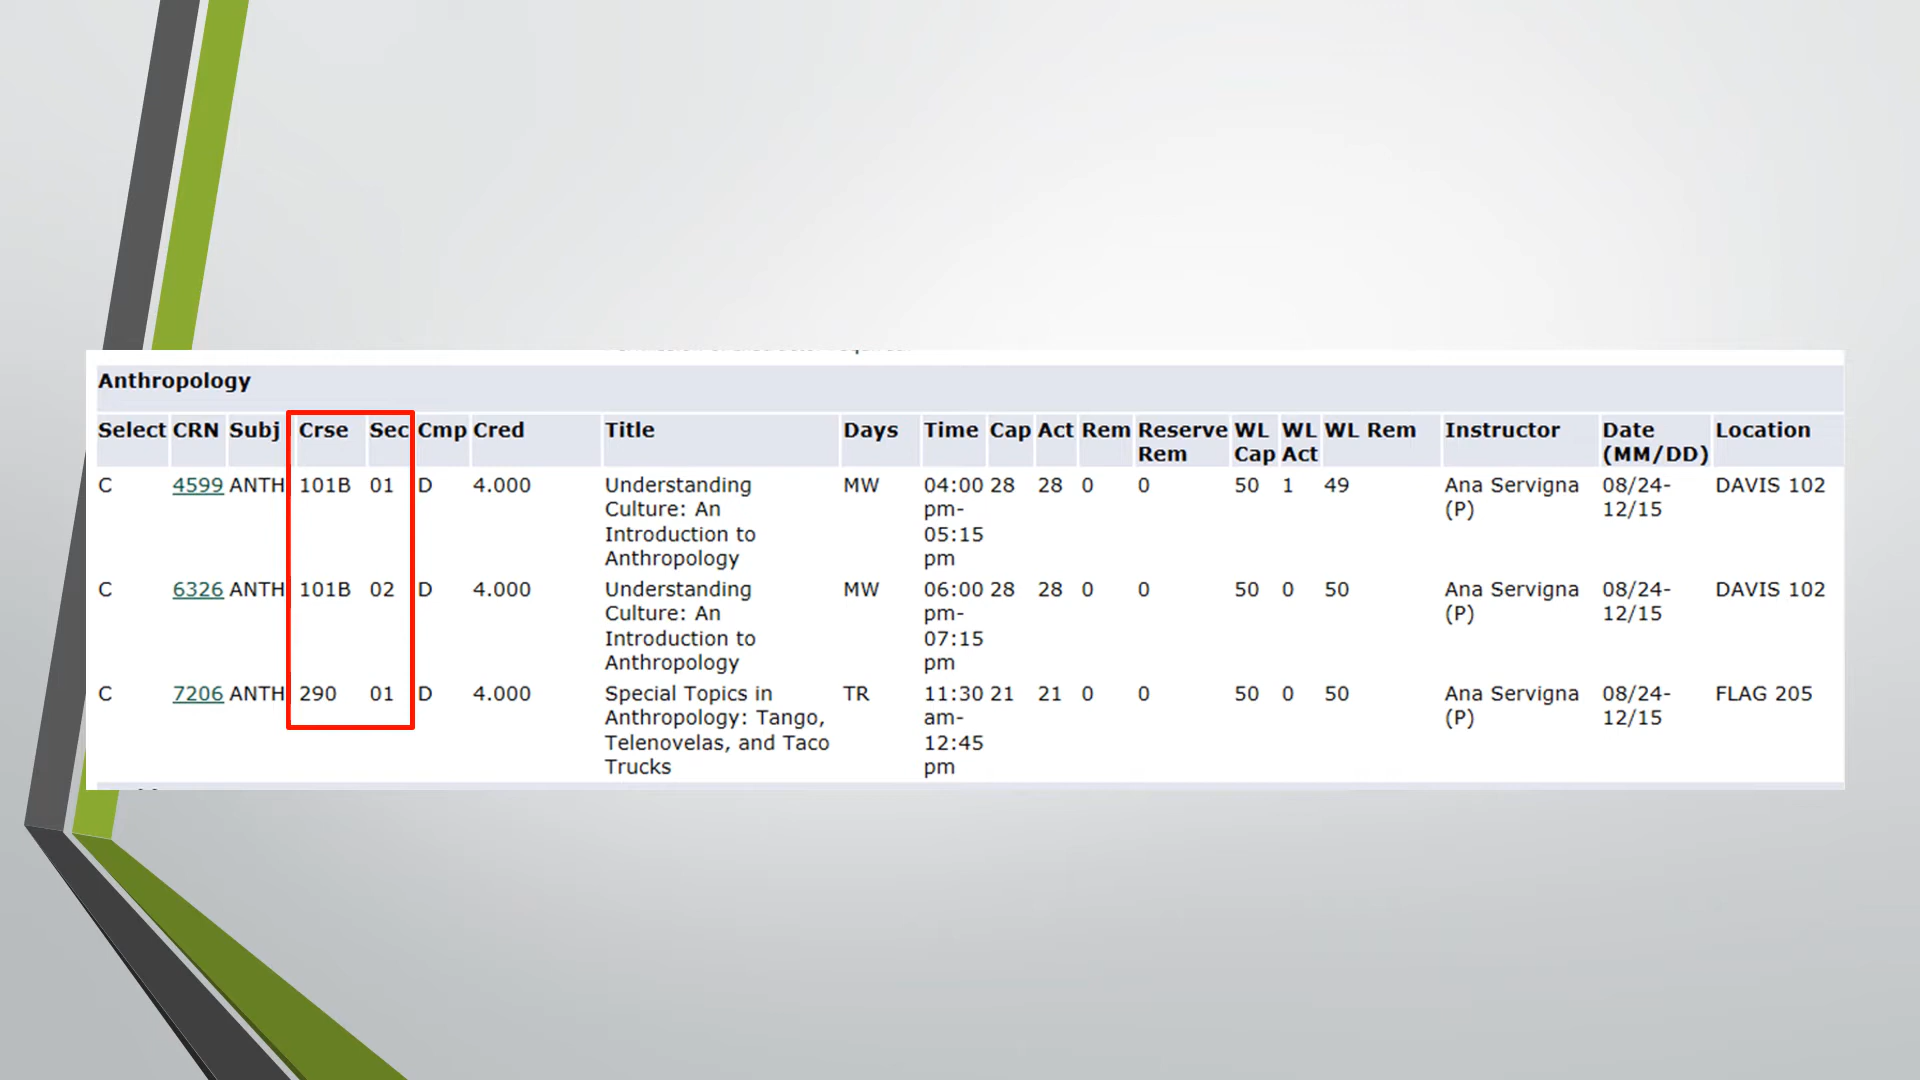 Anthropology
Select CRN Subj Crse Sec Cmp Cred Title Days Time Cap Act Rem Reserve Rem WL Cap WL Act WL Rem Instructor Date (MM/DD) Location
C 4599 ANTH 101B 01 D 4.000 Understanding Culture: An Introduction to Anthropology MW 04:00 pm-05:15 pm 28 28 0 0 50 1 49 Ana Servigna (P) 08/24-12/15 DAVIS 102
C 6326 ANTH 101B 02 D 4.000 Understanding Culture: An Introduction to Anthropology MW 06:00 pm-07:15 pm 28 28 0 0 50 0 50 Ana Servigna (P) 08/24-12/15 DAVIS 102
C 7206 ANTH 290 01 D 4.000 Special Topics in Anthropology: Tango, Telenovelas, and Taco Trucks TR 11:30 am-12:45 pm 21 21 0 0 50 0 50 Ana Servigna (P) 08/24-12/15 FLAG 205